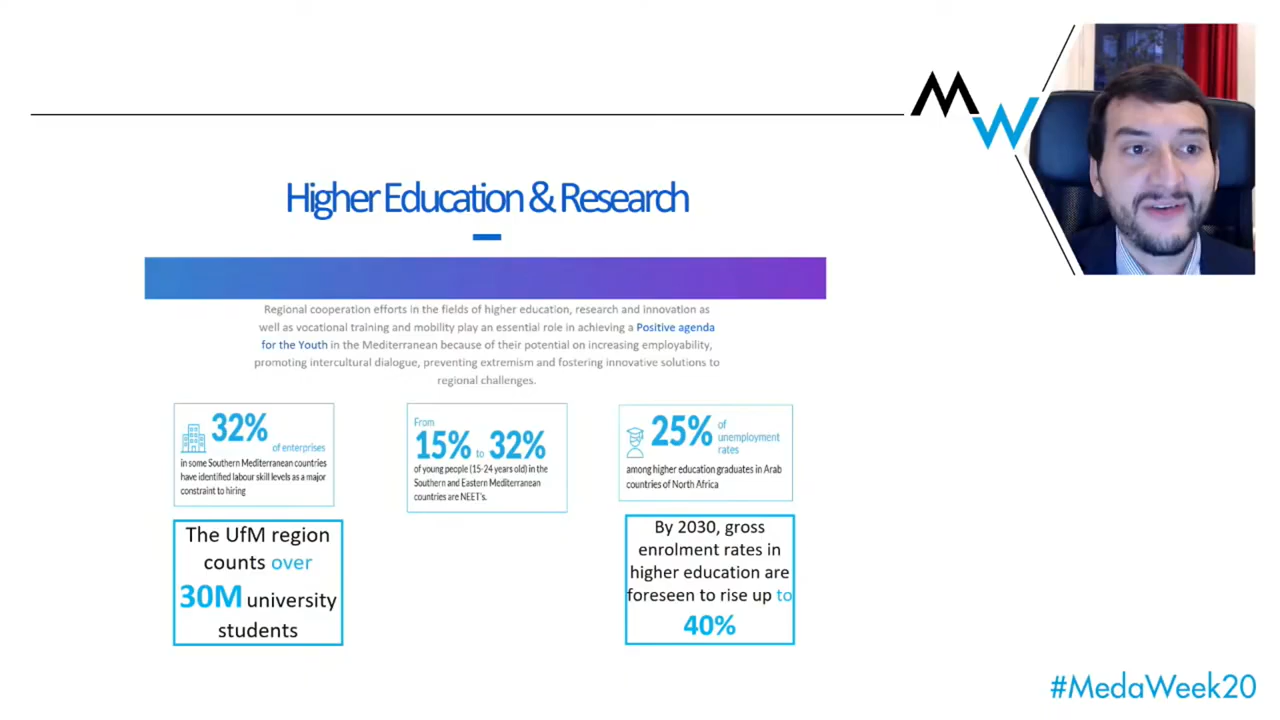 MW
Higher Education & Research
Regional cooperation efforts in the fields of higher education, research and innovation as
well as vocational training and mobility play an essential role in achieving a Positive agenda
for the Youth in the Mediterranean because of their potential on increasing employability,
promoting intercultural dialogue, preventing extremism and fostering innovative solutions to
regional challenges.
32%
of enterprises
in some Southern Mediterranean countries
have identified labour skill levels as a major
constraint to hiring
From
15% to 32%
of young people (15-24 years old) in the
Southern and Eastern Mediterranean
countries are NEET's.
25% of
unemployment
rates
among higher education graduates in Arab
countries of North Africa
The UfM region
counts over
30M university
students
By 2030, gross
enrolment rates in
higher education are
foreseen to rise up to
40%
#MedaWeek20